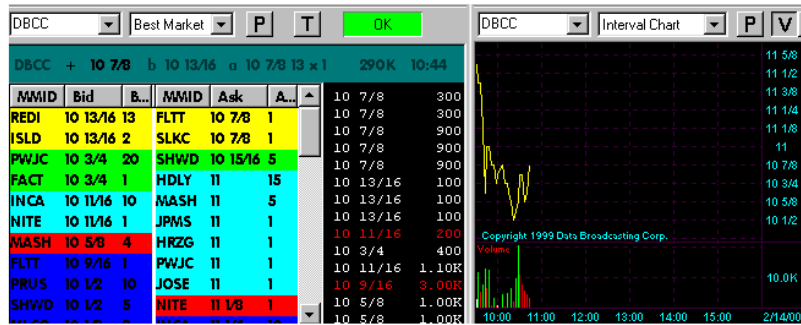 DBCC Best Market P T OK
DBCC + 10 7/8 b 10 13/16 a 10 7/8 13 x 1 290K 10:44
MMID Bid B... MMID Ask A...
REDI 10 13/16 13 FLTT 10 7/8 1
ISLD 10 13/16 2 SLKC 10 7/8 1
PWJC 10 3/4 20 SHWD 10 15/16 5
FACT 10 3/4 1 HDLY 11 15
INCA 10 11/16 10 MASH 11 5
NITE 10 11/16 1 JPMS 11 1
MASH 10 5/8 4 HRZG 11 1
FLTT 10 9/16 1 PWJC 11 1
PRUS 10 1/2 10 JOSE 11 1
SHWD 10 1/2 5 NITE 11 1/8 1
10 7/8 300
10 7/8 300
10 7/8 900
10 7/8 900
10 7/8 900
10 13/16 100
10 13/16 100
10 13/16 100
10 11/16 200
10 3/4 400
10 11/16 1.10K
10 9/16 3.00K
10 5/8 1.00K
10 5/8 1.00K
DBCC Interval Chart P V
11 5/8
11 1/2
11 3/8
11 1/4
11 1/8
11
10 7/8
10 3/4
10 5/8
10 1/2
Copyright 1999 Data Broadcasting Corp.
Volume
10.0K
10:00 11:00 12:00 13:00 14:00 15:00 2/14/00